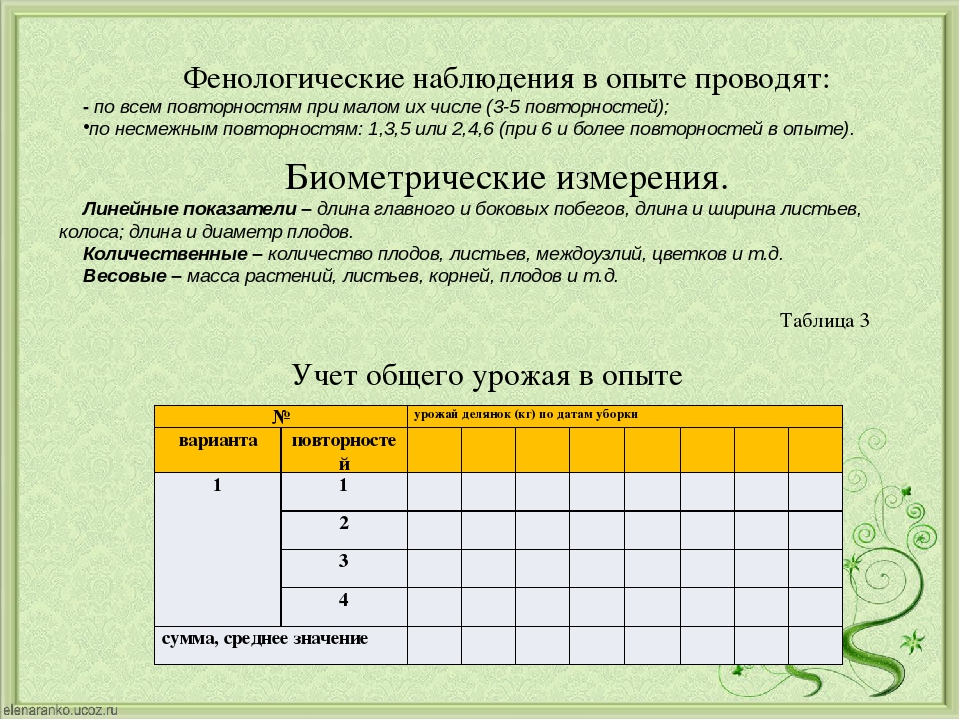 Фенологические наблюдения в опыте проводят:
- по всем повторностям при малом их числе (3-5 повторностей);
•по несмежным повторностям: 1,3,5 или 2,4,6 (при 6 и более повторностей в опыте).
Биометрические измерения.
Линейные показатели – длина главного и боковых побегов, длина и ширина листьев,
колоса; длина и диаметр плодов.
Количественные – количество плодов, листьев, междоузлий, цветков и т.д.
Весовые – масса растений, листьев, корней, плодов и т.д.
Таблица 3
Учет общего урожая в опыте
№ урожай делянок (кг) по датам уборки
варианта повторносте
й
1 1
2
3
4
сумма, среднее значение
elenaranko.ucoz.ru